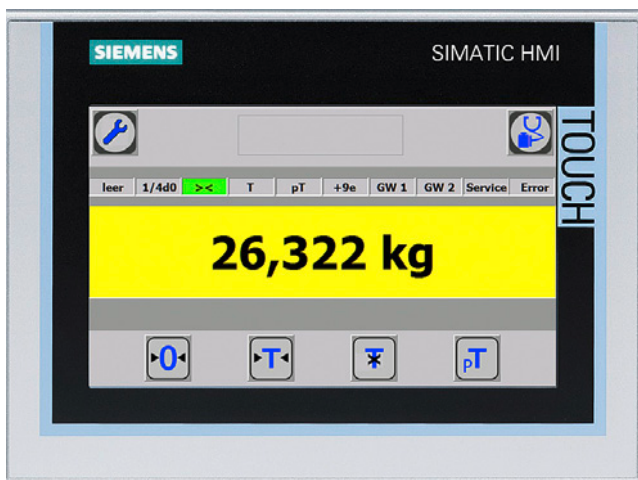 SIEMENS
SIMATIC HMI
TOUCH
leer 1/4d0 >< T pT +9e GW 1 GW 2 Service Error
26,322 kg
0 T T pT